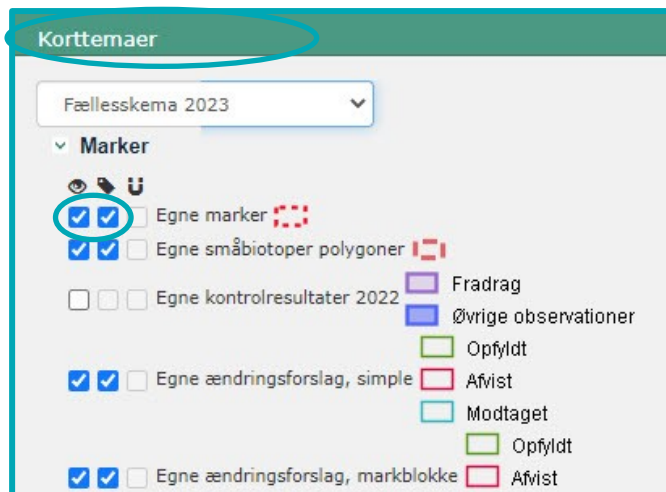 Korttemaer
Fællesskema 2023
Marker
Egne marker
Egne småbiotoper polygoner
Fradrag
Egne kontrolresultater 2022
Øvrige observationer
Opfyldt
Egne ændringsforslag, simple Afvist
Modtaget
Opfyldt
Egne ændringsforslag, markblokke Afvist